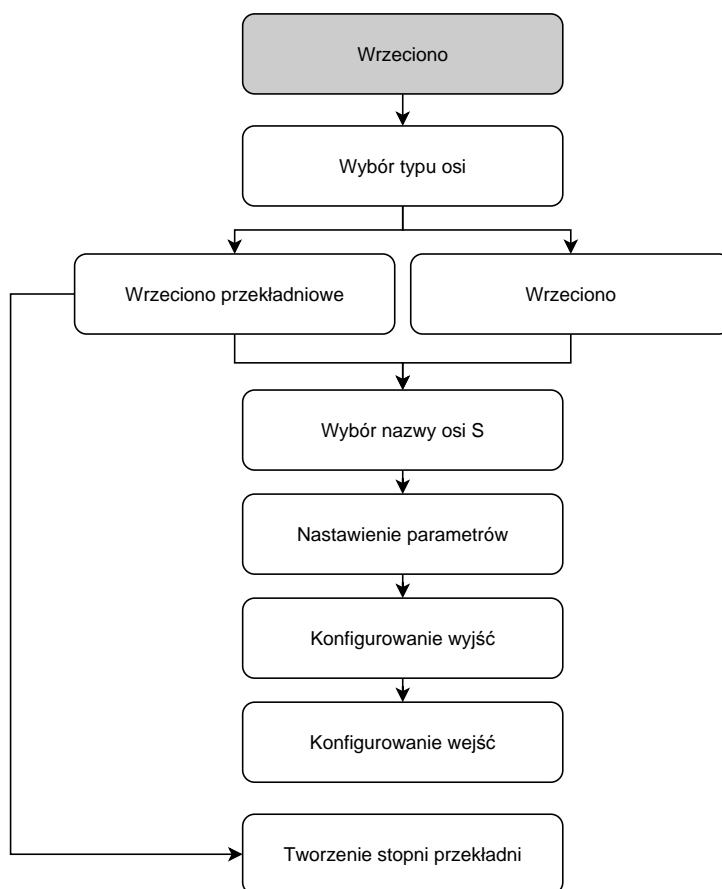 Wrzeciono
Wybór typu osi
Wrzeciono przekładniowe
Wrzeciono
Wybór nazwy osi S
Nastawienie parametrów
Konfigurowanie wyjść
Konfigurowanie wejść
Tworzenie stopni przekładni